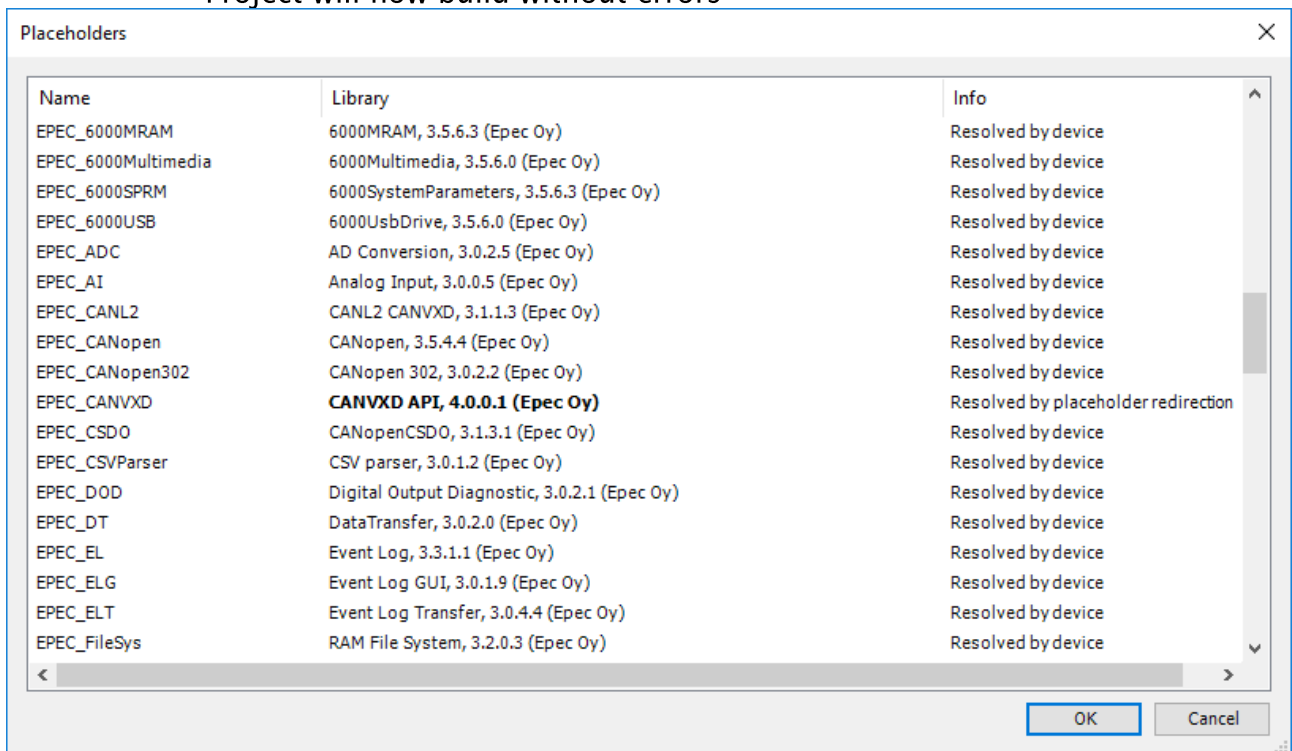 Project will now build without errors
Placeholders
Name Library Info
EPEC_6000MRAM 6000MRAM, 3.5.6.3 (Epec Oy) Resolved by device
EPEC_6000Multimedia 6000Multimedia, 3.5.6.0 (Epec Oy) Resolved by device
EPEC_6000SPRM 6000SystemParameters, 3.5.6.3 (Epec Oy) Resolved by device
EPEC_6000USB 6000UsbDrive, 3.5.6.0 (Epec Oy) Resolved by device
EPEC_ADC AD Conversion, 3.0.2.5 (Epec Oy) Resolved by device
EPEC_AI Analog Input, 3.0.0.5 (Epec Oy) Resolved by device
EPEC_CANL2 CANL2 CANVXD, 3.1.1.3 (Epec Oy) Resolved by device
EPEC_CANopen CANopen, 3.5.4.4 (Epec Oy) Resolved by device
EPEC_CANopen302 CANopen 302, 3.0.2.2 (Epec Oy) Resolved by device
EPEC_CANVXD CANVXD API, 4.0.0.1 (Epec Oy) Resolved by placeholder redirection
EPEC_CSDO CANopenCSDO, 3.1.3.1 (Epec Oy) Resolved by device
EPEC_CSVParser CSV parser, 3.0.1.2 (Epec Oy) Resolved by device
EPEC_DOD Digital Output Diagnostic, 3.0.2.1 (Epec Oy) Resolved by device
EPEC_DT DataTransfer, 3.0.2.0 (Epec Oy) Resolved by device
EPEC_EL Event Log, 3.3.1.1 (Epec Oy) Resolved by device
EPEC_ELG Event Log GUI, 3.0.1.9 (Epec Oy) Resolved by device
EPEC_ELT Event Log Transfer, 3.0.4.4 (Epec Oy) Resolved by device
EPEC_FileSys RAM File System, 3.2.0.3 (Epec Oy) Resolved by device
OK Cancel